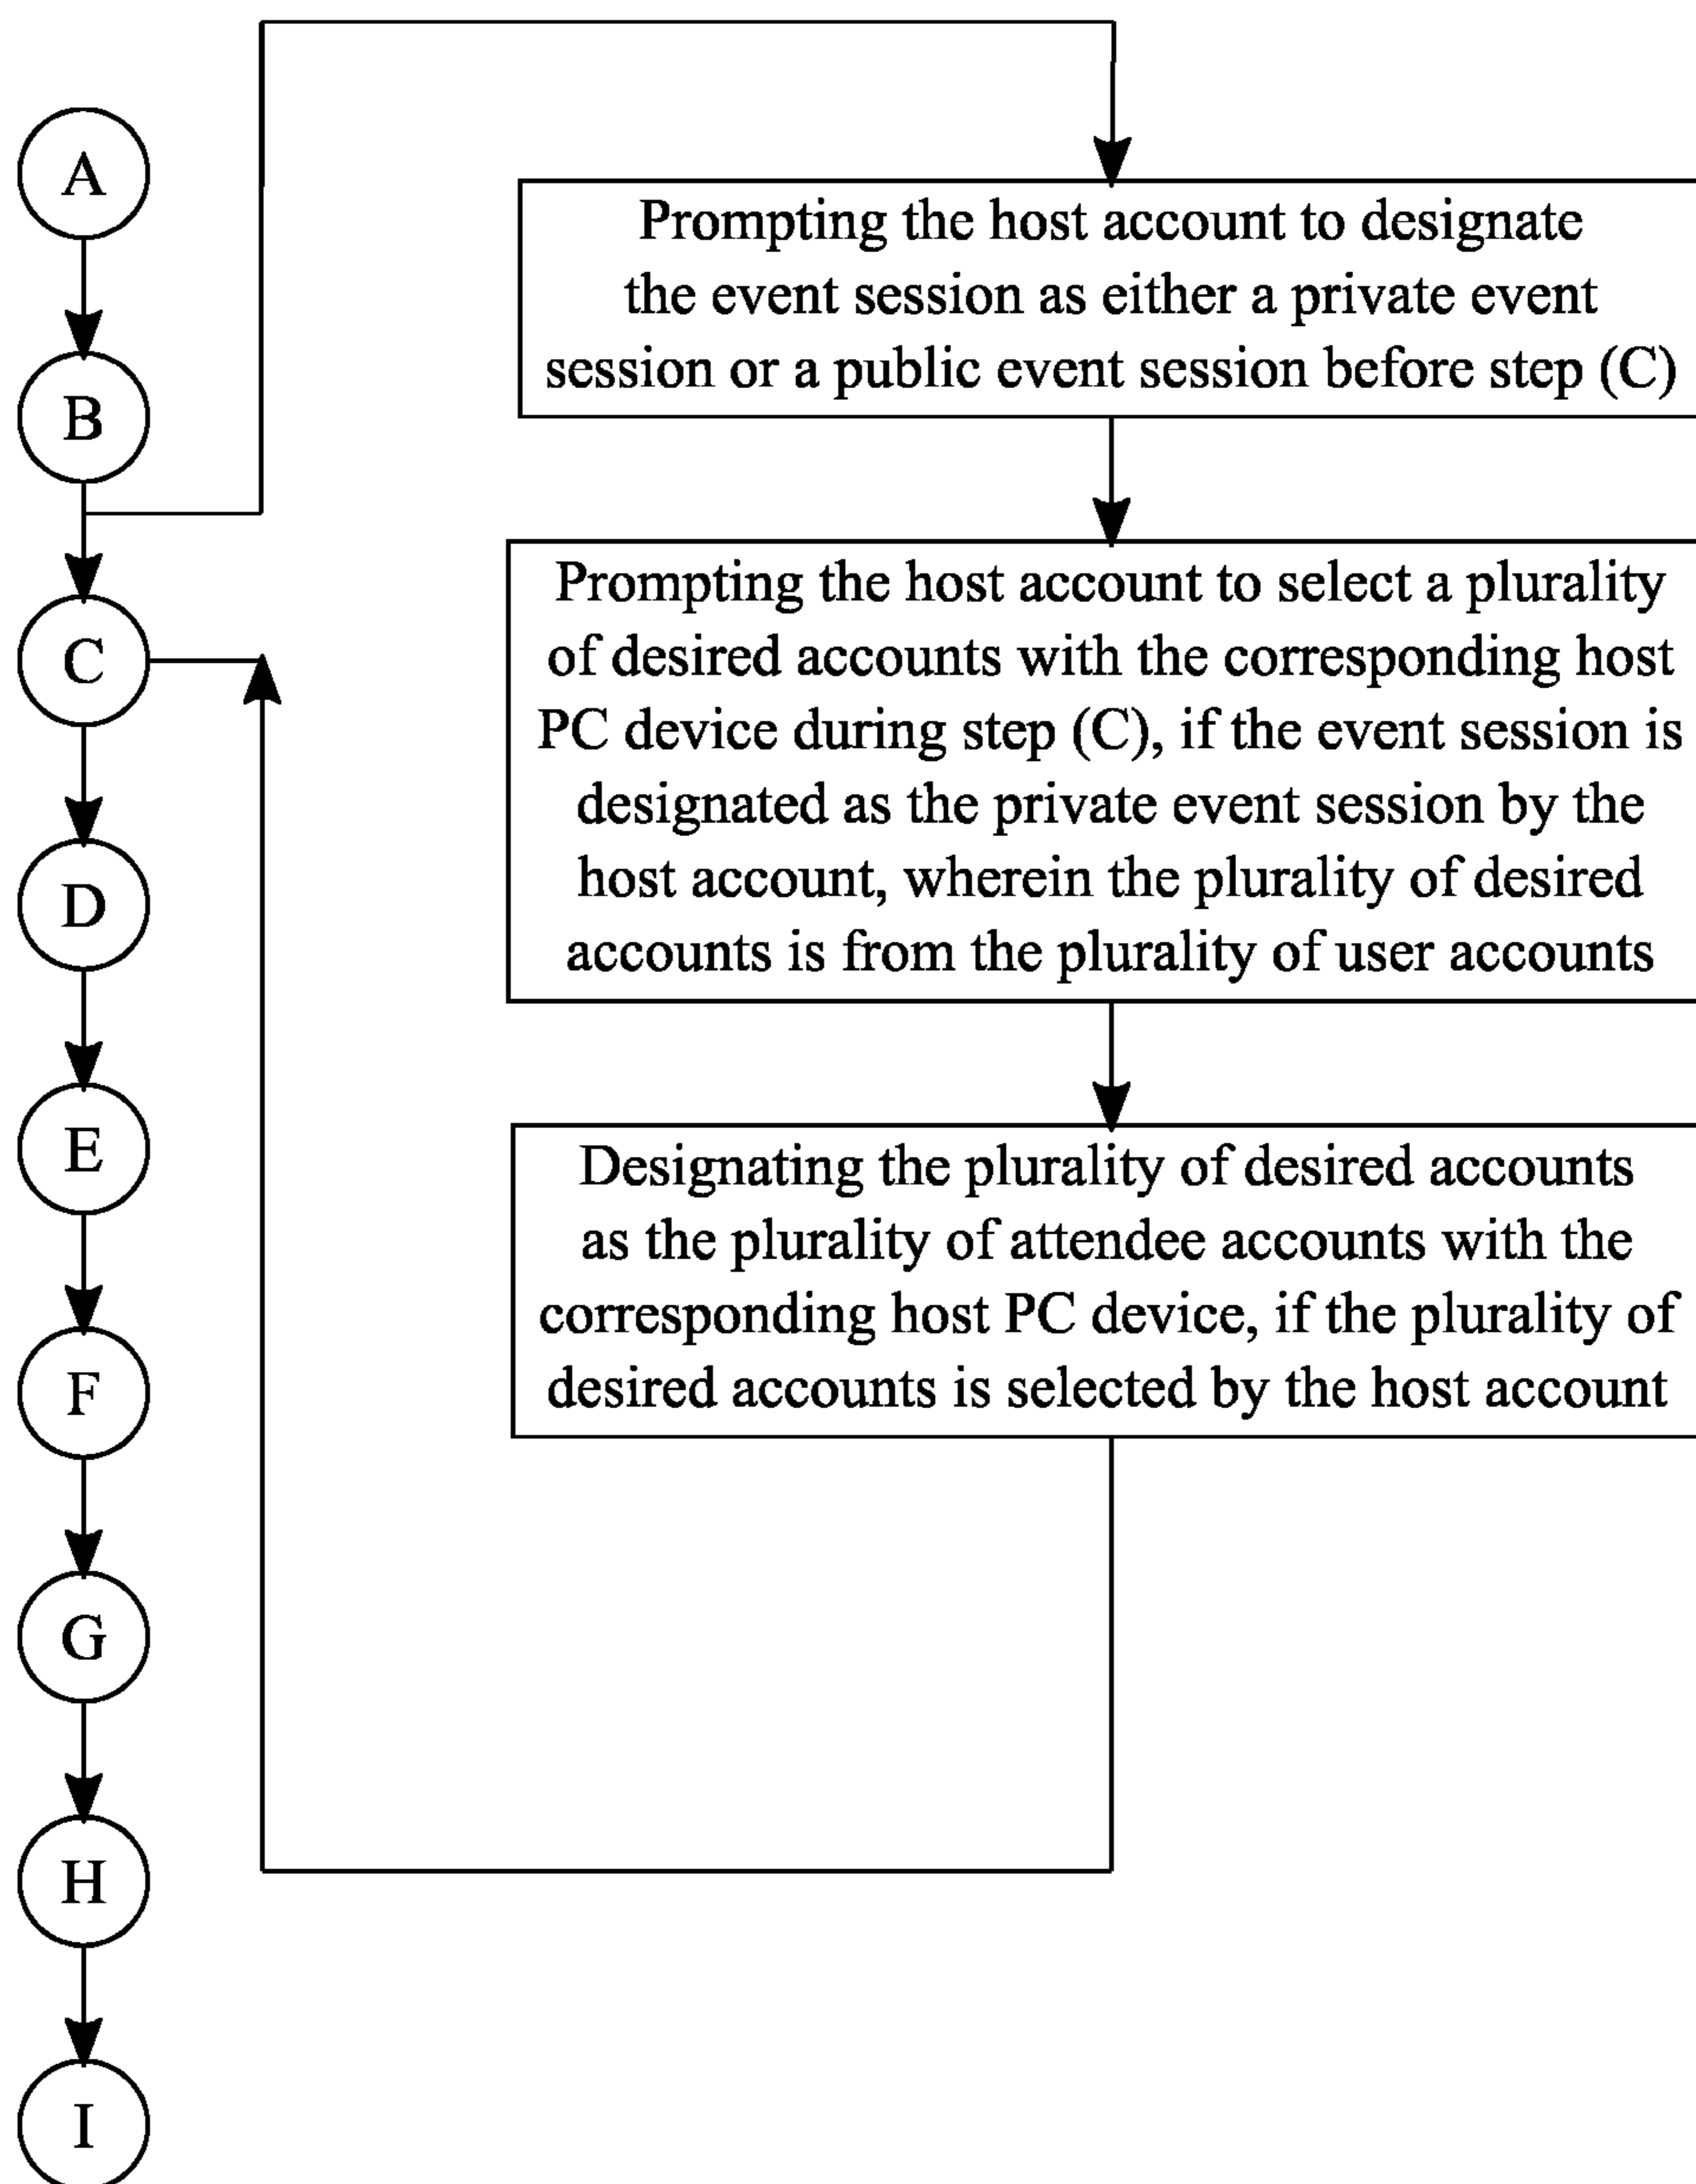 A
B
C
D
E
F
G
H
I
Prompting the host account to designate
the event session as either a private event
session or a public event session before step (C)
Prompting the host account to select a plurality
of desired accounts with the corresponding host
PC device during step (C), if the event session is
designated as the private event session by the
host account, wherein the plurality of desired
accounts is from the plurality of user accounts
Designating the plurality of desired accounts
as the plurality of attendee accounts with the
corresponding host PC device, if the plurality of
desired accounts is selected by the host account